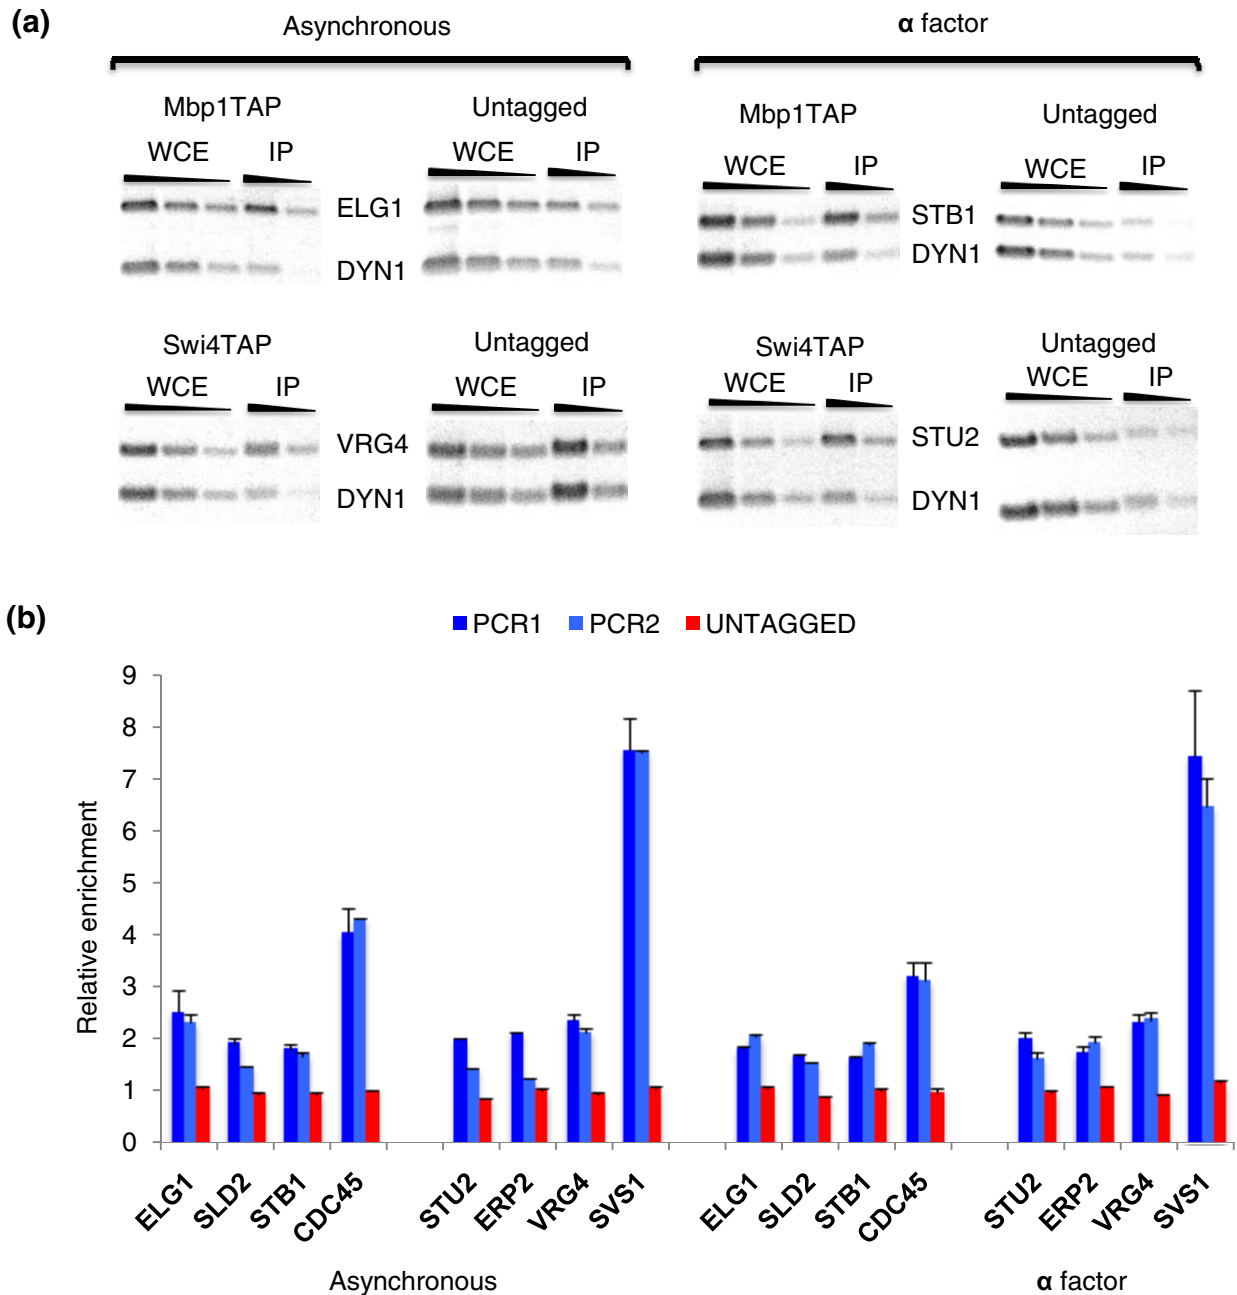 (a)
Asynchronous
α factor
Mbp1TAP
Untagged
Mbp1TAP
Untagged
WCE IP
WCE IP
WCE IP
WCE IP
ELG1
STB1
DYN1
DYN1
Swi4TAP
Untagged
Swi4TAP
Untagged
WCE IP
WCE IP
WCE IP
WCE IP
VRG4
STU2
DYN1
DYN1
(b)
PCR1 PCR2 UNTAGGED
Relative enrichment
9
8
7
6
5
4
3
2
1
0
ELG1 SLD2 STB1 CDC45 STU2 ERP2 VRG4 SVS1 ELG1 SLD2 STB1 CDC45 STU2 ERP2 VRG4 SVS1
Asynchronous
α factor